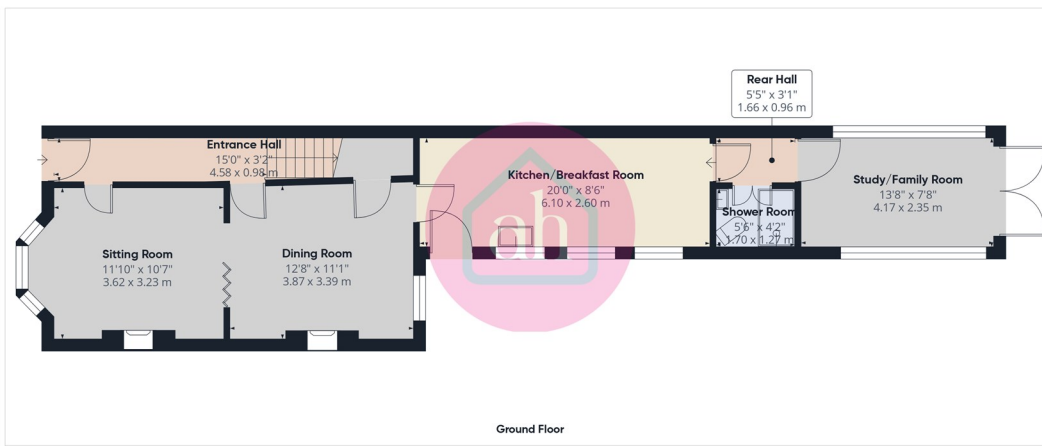 Rear Hall
5'5" x 3'1"
1.66 x 0.96 m
Entrance Hall
15'0" x 3'2"
4.58 x 0.98 m
Kitchen/Breakfast Room
20'0" x 8'6"
6.10 x 2.60 m
Study/Family Room
13'8" x 7'8"
4.17 x 2.35 m
Shower Room
5'6" x 4'2"
1.70 x 1.27 m
Sitting Room
11'10" x 10'7"
3.62 x 3.23 m
Dining Room
12'8" x 11'1"
3.87 x 3.39 m
ah
Ground Floor